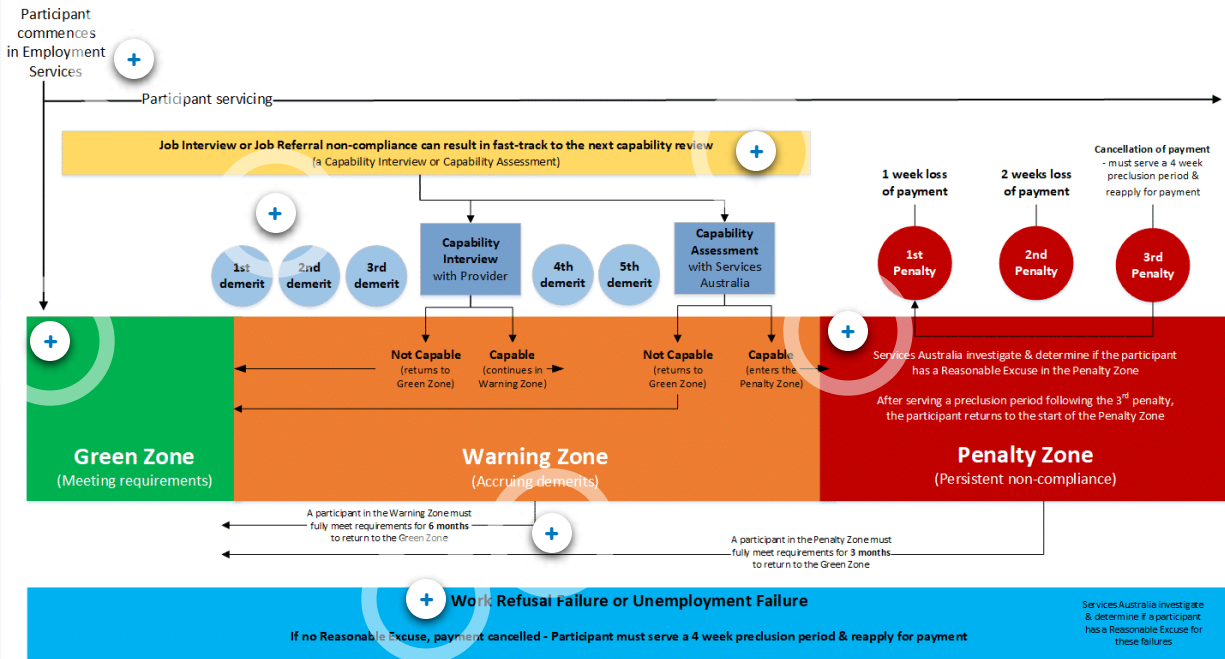 Participant
commences
in Employment
Services
Participant servicing
Job Interview or Job Referral non-compliance can result in fast-track to the next capability review
(a Capability Interview or Capability Assessment)
Cancellation of payment
- must serve a 4 week
preclusion period &
reapply for payment
1 week loss
of payment
2 weeks loss
of payment
1st
demerit
2nd
demerit
3rd
demerit
Capability
Interview
with Provider
4th
demerit
5th
demerit
Capability
Assessment
with Services
Australia
1st
Penalty
2nd
Penalty
3rd
Penalty
Not Capable
(returns to
Green Zone)
Capable
(continues in
Warning Zone)
Not Capable
(returns to
Green Zone)
Capable
(enters the
Penalty Zone)
Services Australia investigate & determine if the participant
has a Reasonable Excuse in the Penalty Zone
After serving a preclusion period following the 3rd penalty,
the participant returns to the start of the Penalty Zone
Green Zone
(Meeting requirements)
Warning Zone
(Accruing demerits)
Penalty Zone
(Persistent non-compliance)
A participant in the Warning Zone must
fully meet requirements for 6 months
to return to the Green Zone
A participant in the Penalty Zone must
fully meet requirements for 3 months
to return to the Green Zone
Work Refusal Failure or Unemployment Failure
If no Reasonable Excuse, payment cancelled - Participant must serve a 4 week preclusion period & reapply for payment
Services Australia investigate
& determine if a participant
has a Reasonable Excuse for
these failures